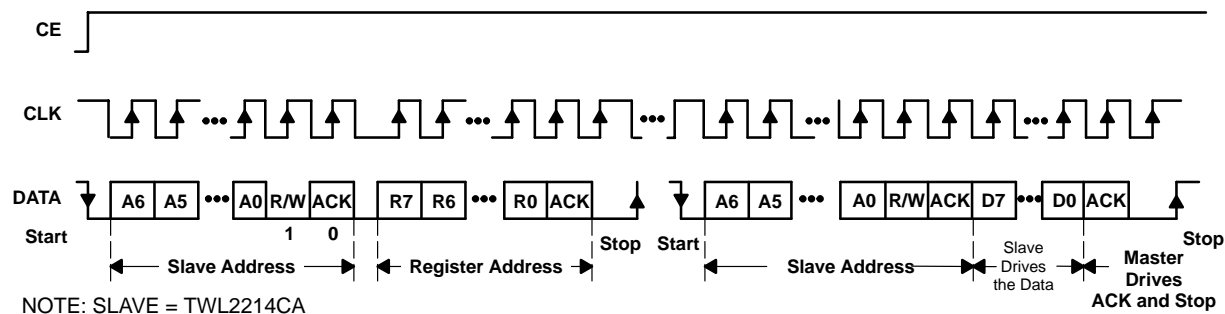 CE
CLK
DATA A6 A5 ••• A0 R/W ACK R7 R6 ••• R0 ACK A6 A5 ••• A0 R/W ACK D7 ••• D0 ACK
Start 1 0 Stop Start Stop
Slave Address Register Address Slave Address Slave Drives the Data Master Drives ACK and Stop
NOTE: SLAVE = TWL2214CA